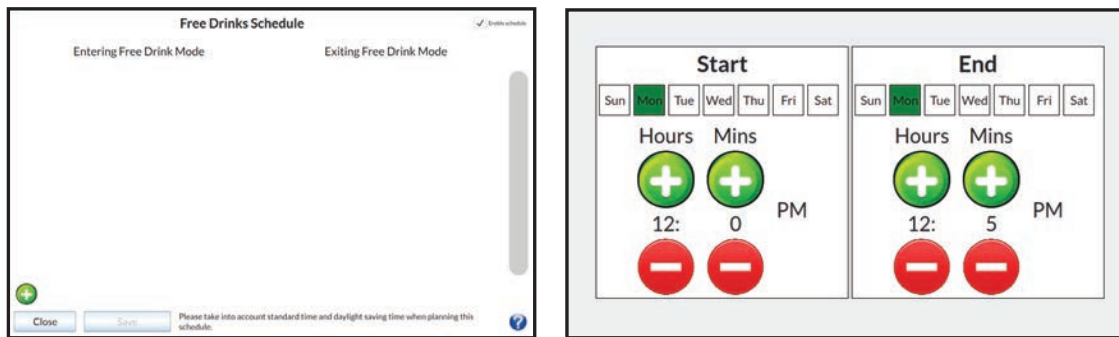 Free Drinks Schedule
Enable schedule
Entering Free Drink Mode Exiting Free Drink Mode
Close Save Please take into account standard time and daylight saving time when planning this
schedule.
Start
Sun Mon Tue Wed Thu Fri Sat
Hours Mins
12: 0 PM
End
Sun Mon Tue Wed Thu Fri Sat
Hours Mins
12: 5 PM